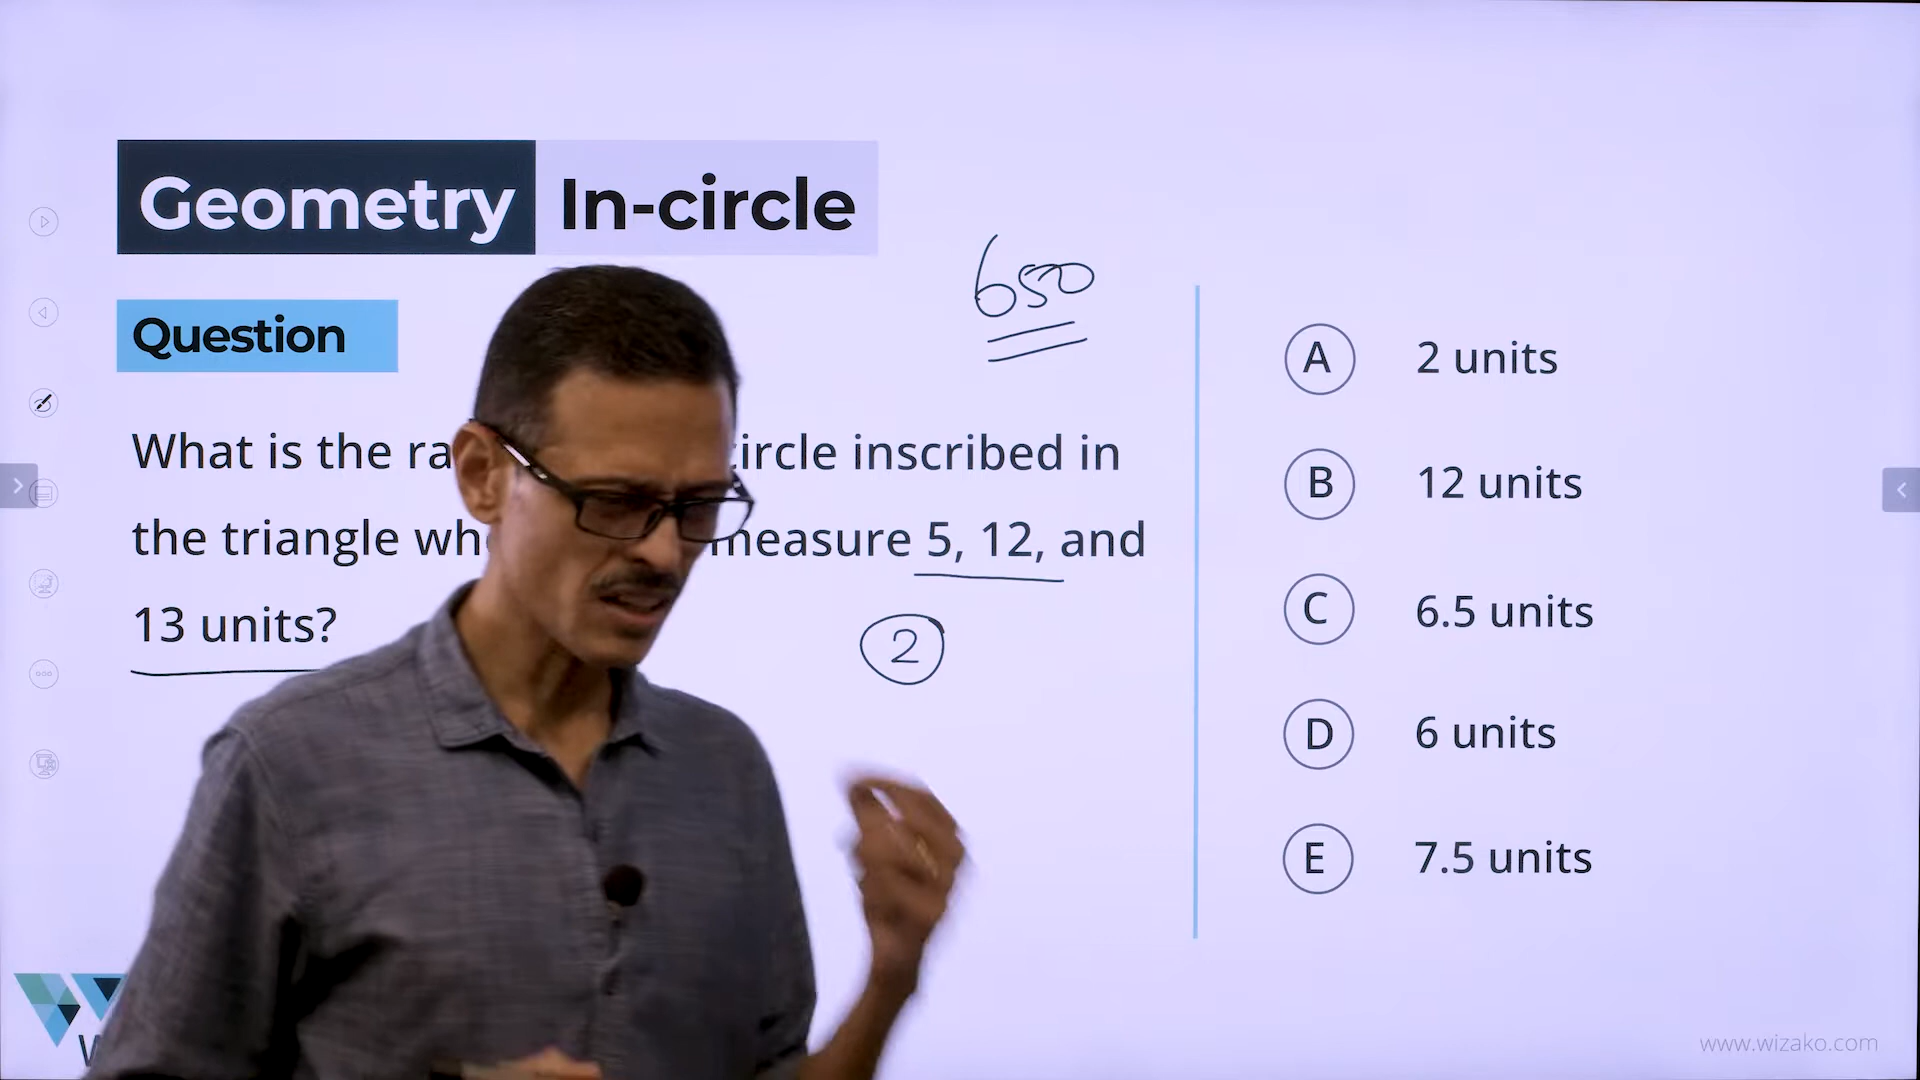 Geometry In-circle
650
Question
What is the ra circle inscribed in
the triangle wh measure 5, 12, and
13 units?
2
A 2 units
B 12 units
C 6.5 units
D 6 units
E 7.5 units
W
www.wizako.com